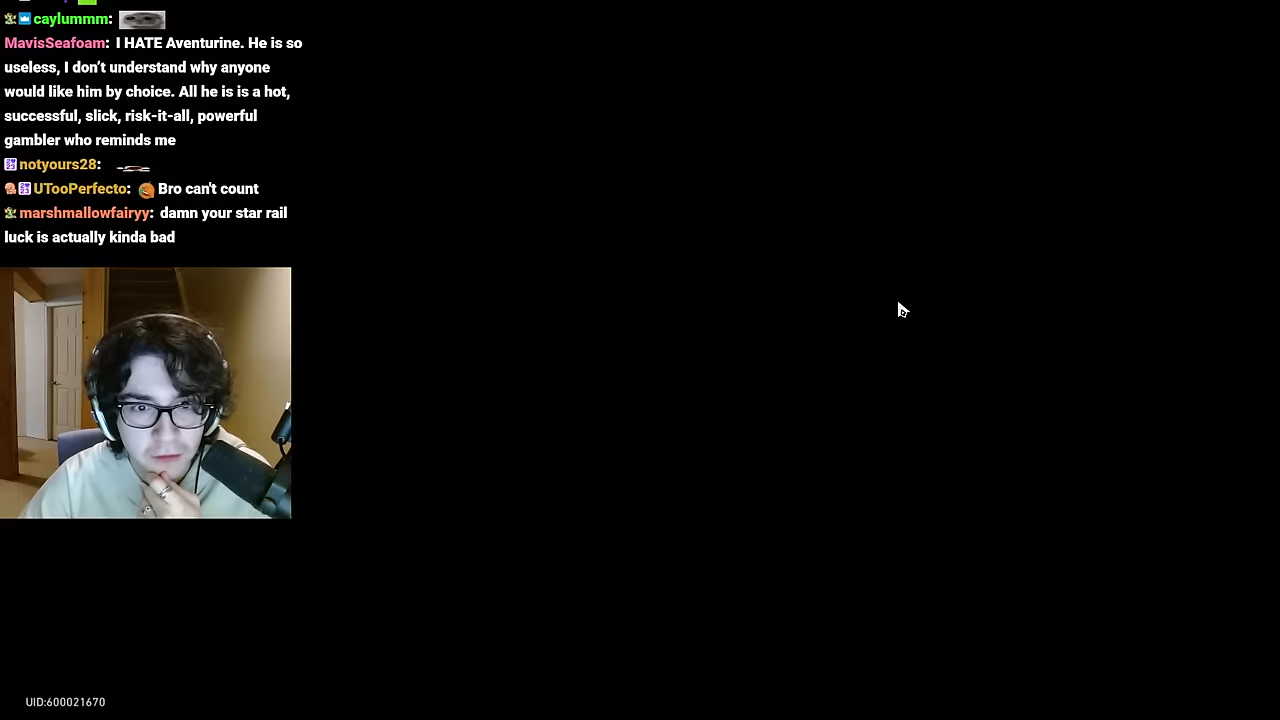 caylummm:
MavisSeafoam: I HATE Aventurine. He is so
useless, I don’t understand why anyone
would like him by choice. All he is is a hot,
successful, slick, risk-it-all, powerful
gambler who reminds me
notyours28:
UTooPerfecto: Bro can't count
marshmallowfairyy: damn your star rail
luck is actually kinda bad
UID:600021670